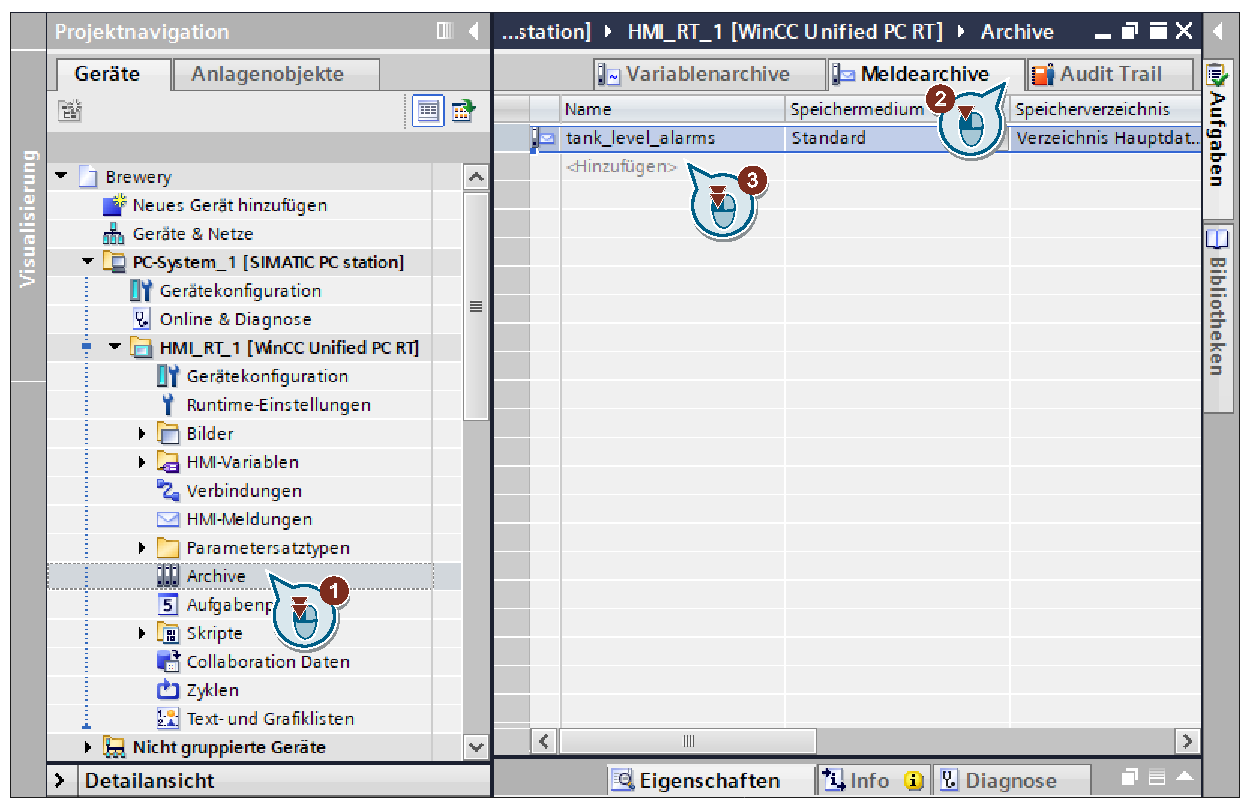 Projektnavigation
Geräte
Anlagenobjekte
Visualisierung
Brewery
Neues Gerät hinzufügen
Geräte & Netze
PC-System_1 [SIMATIC PC station]
Gerätekonfiguration
Online & Diagnose
HMI_RT_1 [WinCC Unified PC RT]
Gerätekonfiguration
Runtime-Einstellungen
Bilder
HMI-Variablen
Verbindungen
HMI-Meldungen
Parametersatztypen
Archive
1
Aufgabenp
Skripte
Collaboration Daten
Zyklen
Text- und Grafiklisten
Nicht gruppierte Geräte
Detailansicht
...station] HMI_RT_1 [WinCC Unified PC RT] Archive
Variablenarchive
Meldearchive
Audit Trail
Name
Speichermedium
2
Speicherverzeichnis
tank_level_alarms
Standard
Verzeichnis Hauptdat...
<Hinzufügen>
3
Eigenschaften
Info
Diagnose
Aufgaben
Bibliotheken